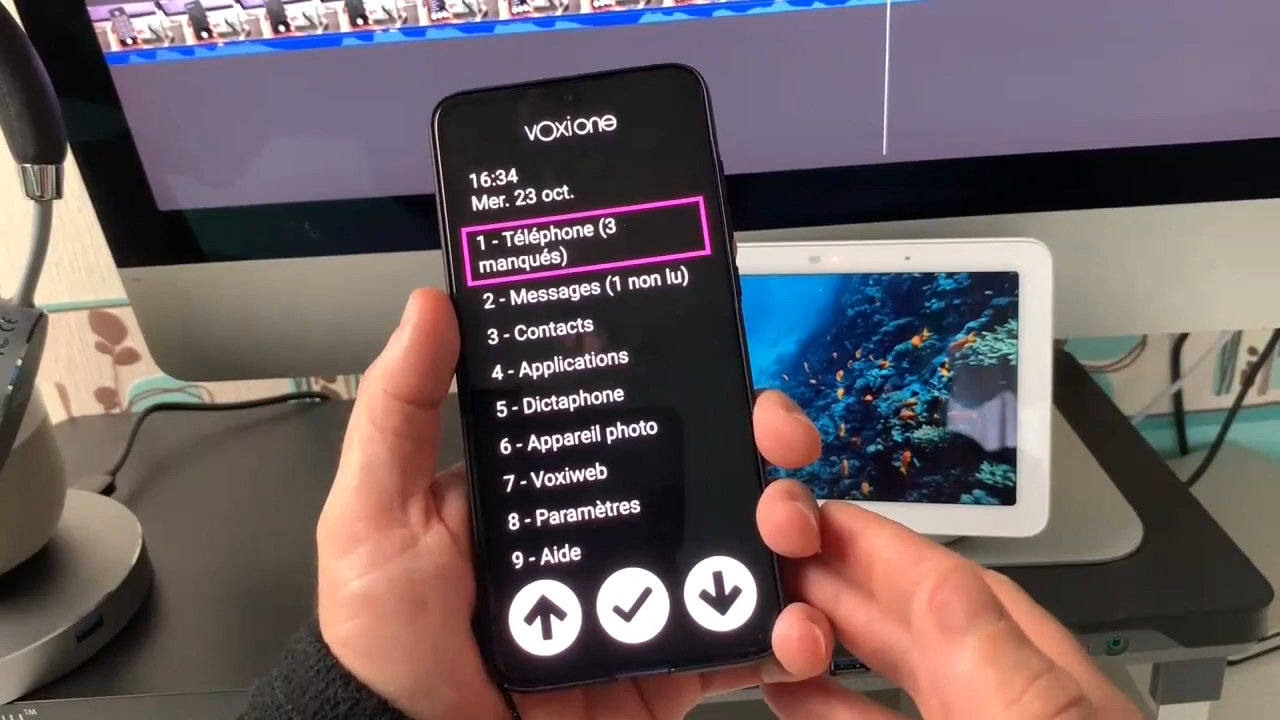 voxione
16:34
Mer. 23 oct.
1 - Téléphone (3
manqués)
2 - Messages (1 non lu)
3 - Contacts
4 - Applications
5 - Dictaphone
6 - Appareil photo
7 - Voxiweb
8 - Paramètres
9 - Aide